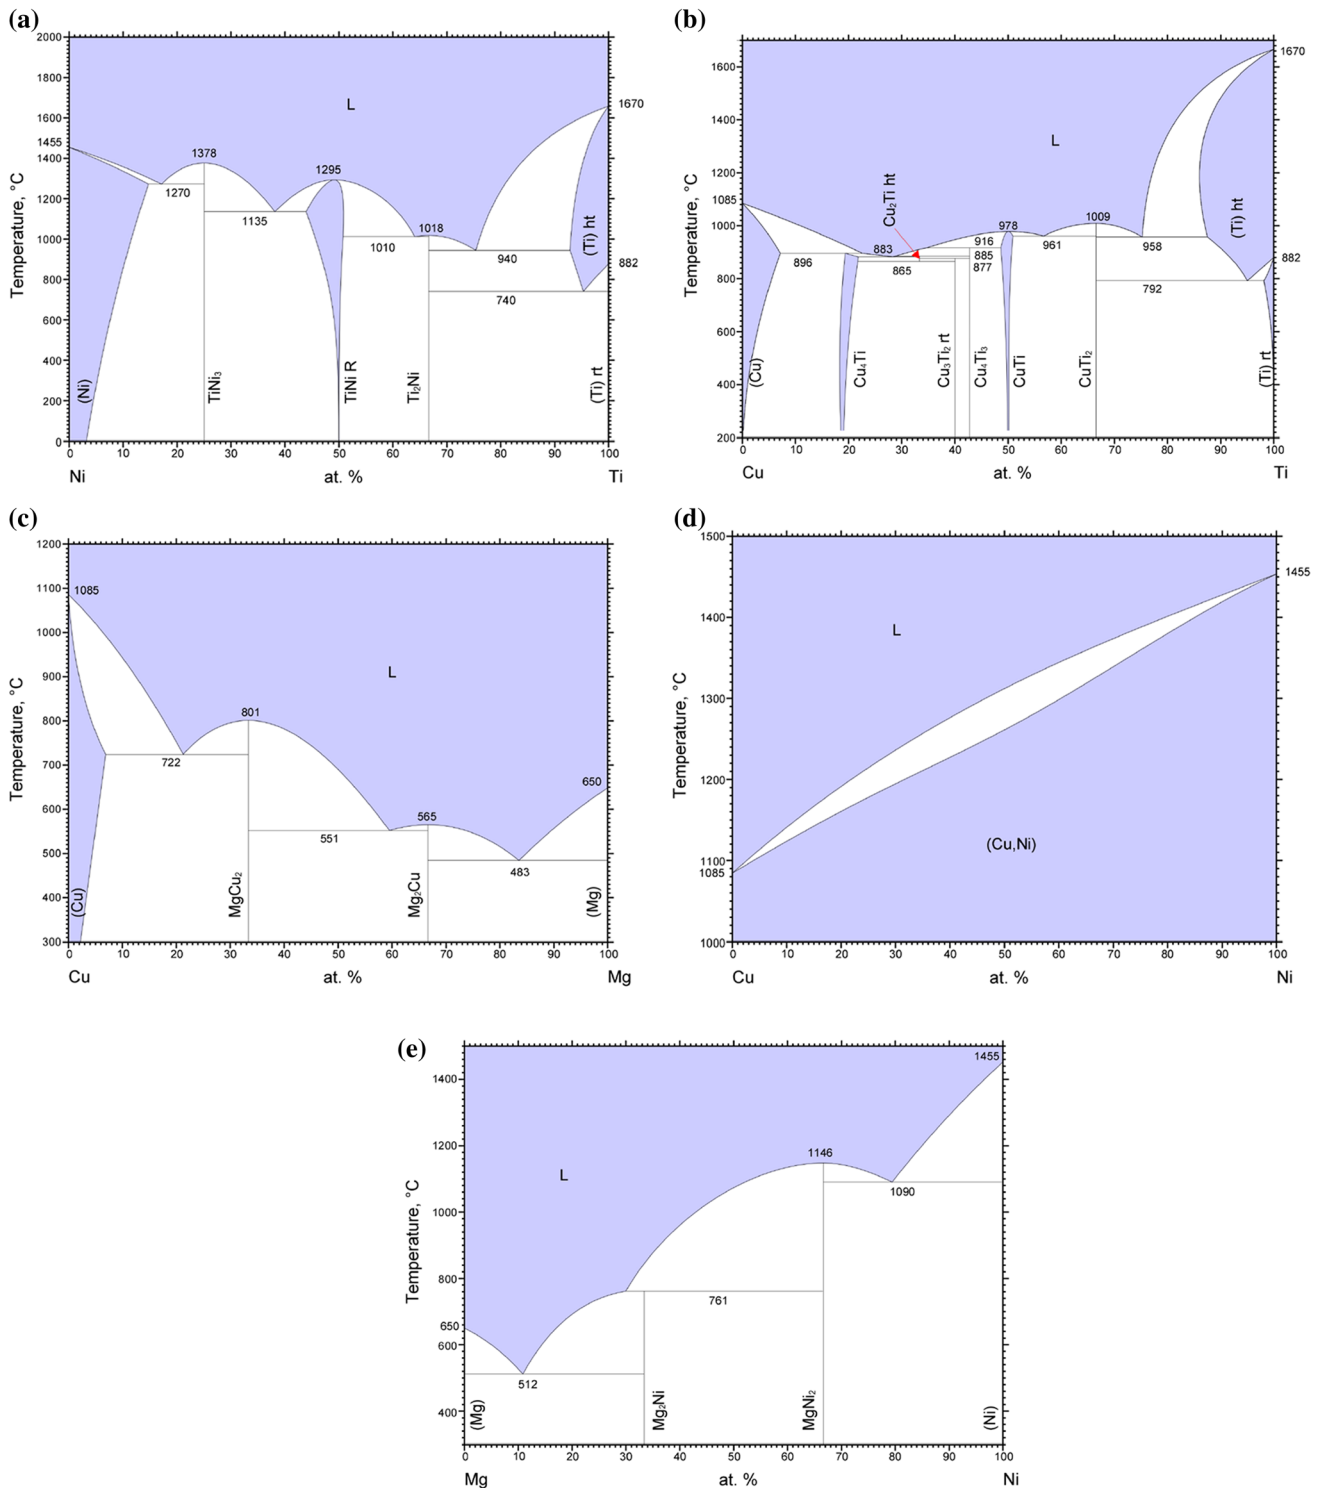 (a)
2000
1800
1600
1400
1200
1000
800
600
400
200
0
Temperature, °C
1455
L
1670
1378
1295
1270
1135
1010
1018
940
882
740
(Ni)
TiNi₃
TiNi R
Ti₂Ni
(Ti) ht
(Ti) rt
0 10 20 30 40 50 60 70 80 90 100
Ni at. % Ti
(b)
1600
1400
1200
1000
800
600
400
200
Temperature, °C
1085
L
1670
Cu₂Ti ht
978
1009
883
916
896
885
865
877
961
958
882
792
(Cu)
Cu₄Ti
Cu₃Ti₂ rt
Cu₄Ti₃
CuTi
CuTi₂
(Ti) ht
(Ti) rt
0 10 20 30 40 50 60 70 80 90 100
Cu at. % Ti
(c)
1200
1100
1000
900
800
700
600
500
400
300
Temperature, °C
1085
L
801
722
650
565
551
483
(Cu)
MgCu₂
Mg₂Cu
(Mg)
0 10 20 30 40 50 60 70 80 90 100
Cu at. % Mg
(d)
1500
1400
1300
1200
1100
1000
Temperature, °C
1085
1455
L
(Cu,Ni)
0 10 20 30 40 50 60 70 80 90 100
Cu at. % Ni
(e)
1400
1200
1000
800
600
400
Temperature, °C
1455
L
1146
1090
761
650
512
(Mg)
Mg₂Ni
MgNi₂
(Ni)
0 10 20 30 40 50 60 70 80 90 100
Mg at. % Ni